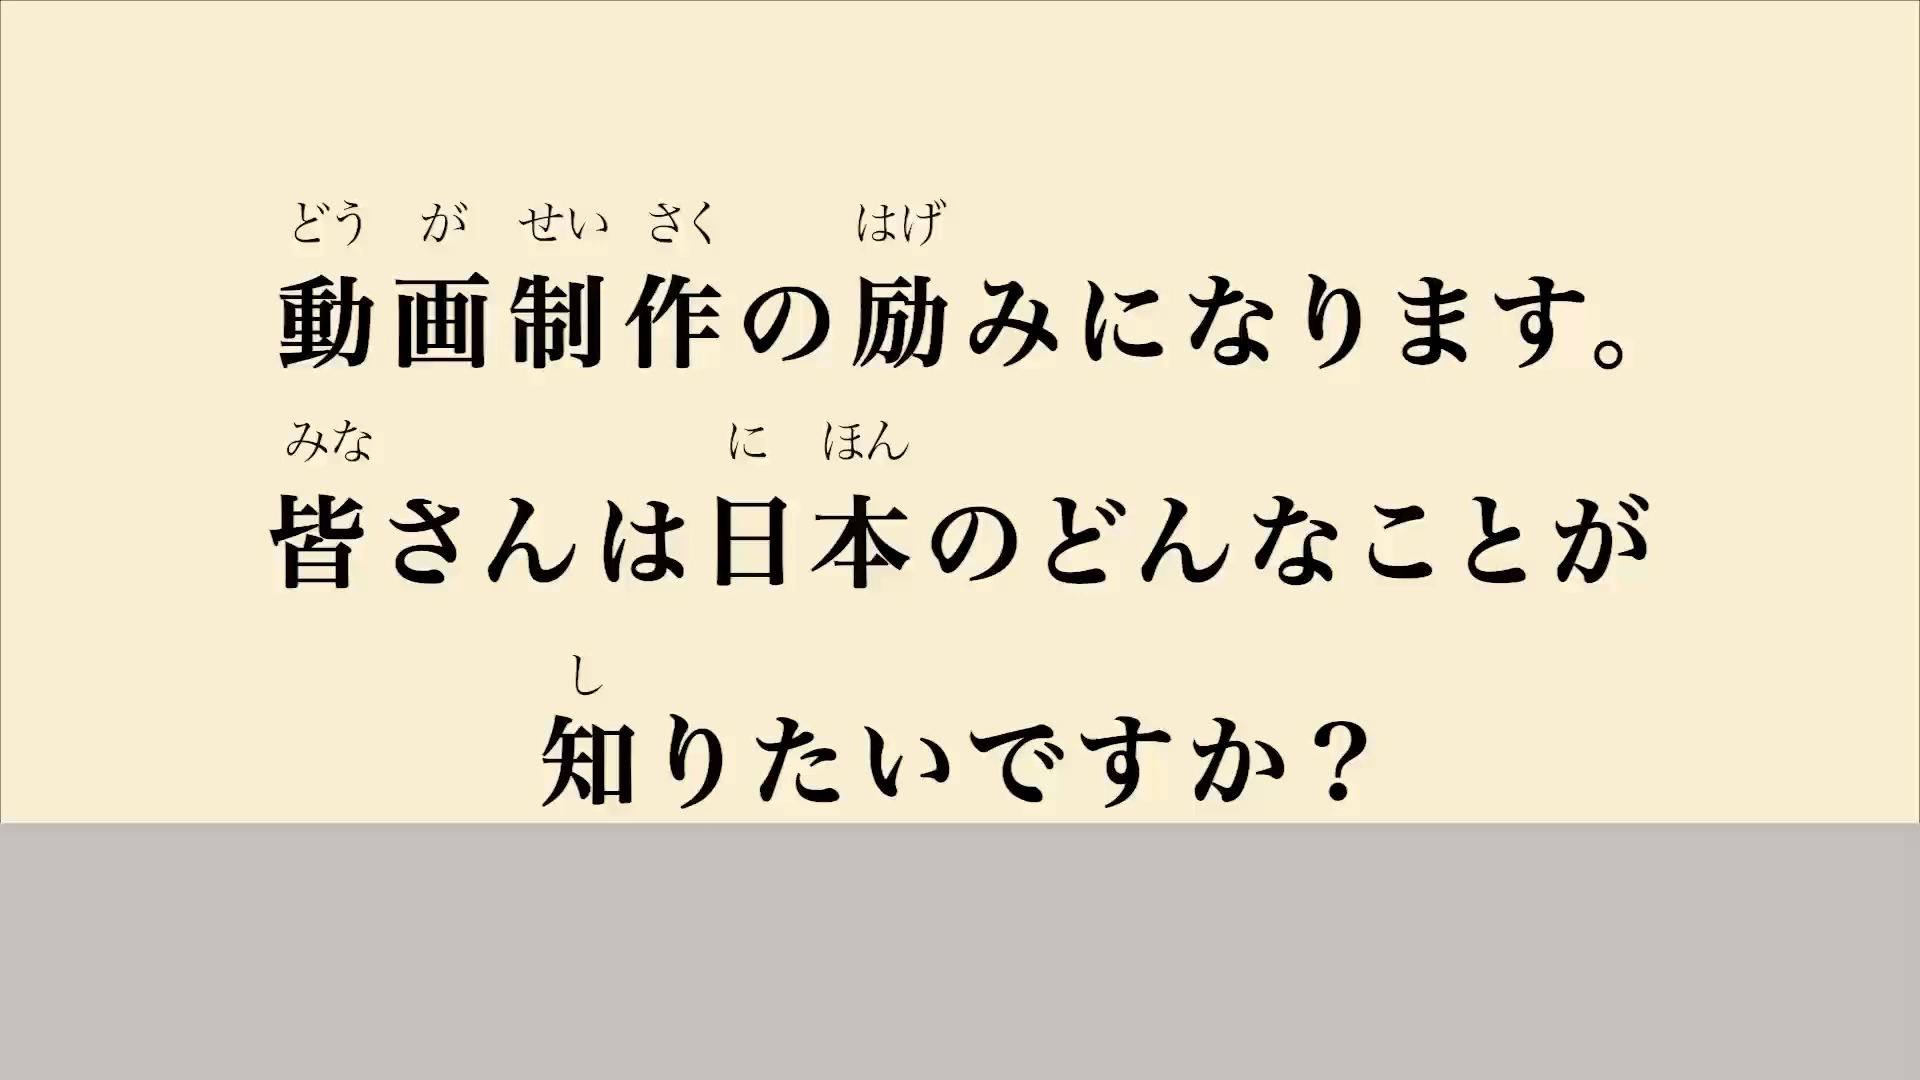 どう が せい さく はげ
動画制作の励みになります。
みな に ほん
皆さんは日本のどんなことが
し
知りたいですか？